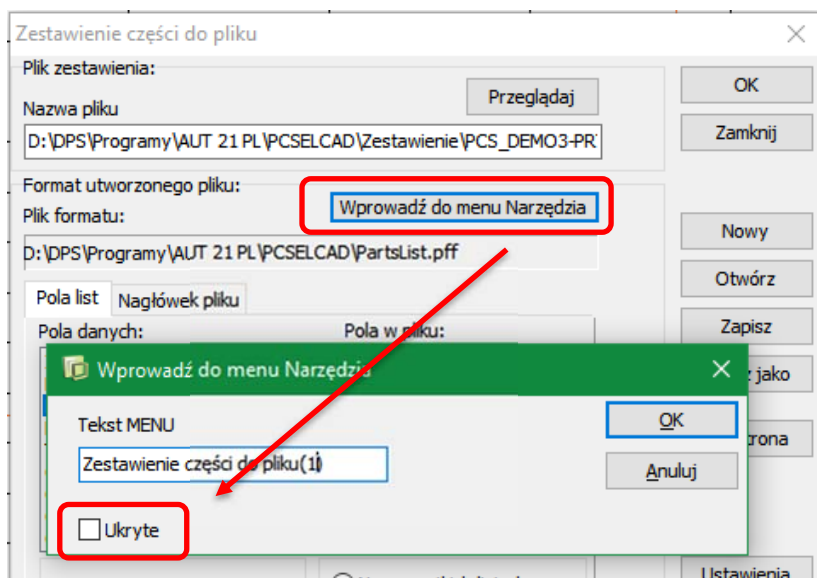 Zestawienie części do pliku
Plik zestawienia:
Przeglądaj
OK
Nazwa pliku
Zamknij
D:\DPS\Programy\AUT 21 PL\PCSELCAD\Zestawienie\PCS_DEMO3-PR
Format utworzonego pliku:
Wprowadź do menu Narzędzia
Plik formatu:
Nowy
D:\DPS\Programy\AUT 21 PL\PCSELCAD\PartsList.pff
Otwórz
Pola list
Nagłówek pliku
Zapisz
Pola danych:
Pola w pliku:
Wprowadź do menu Narzędzia
jako
Tekst MENU
OK
rona
Zestawienie części do pliku(1)
Anuluj
Ukryte
Ustawienia